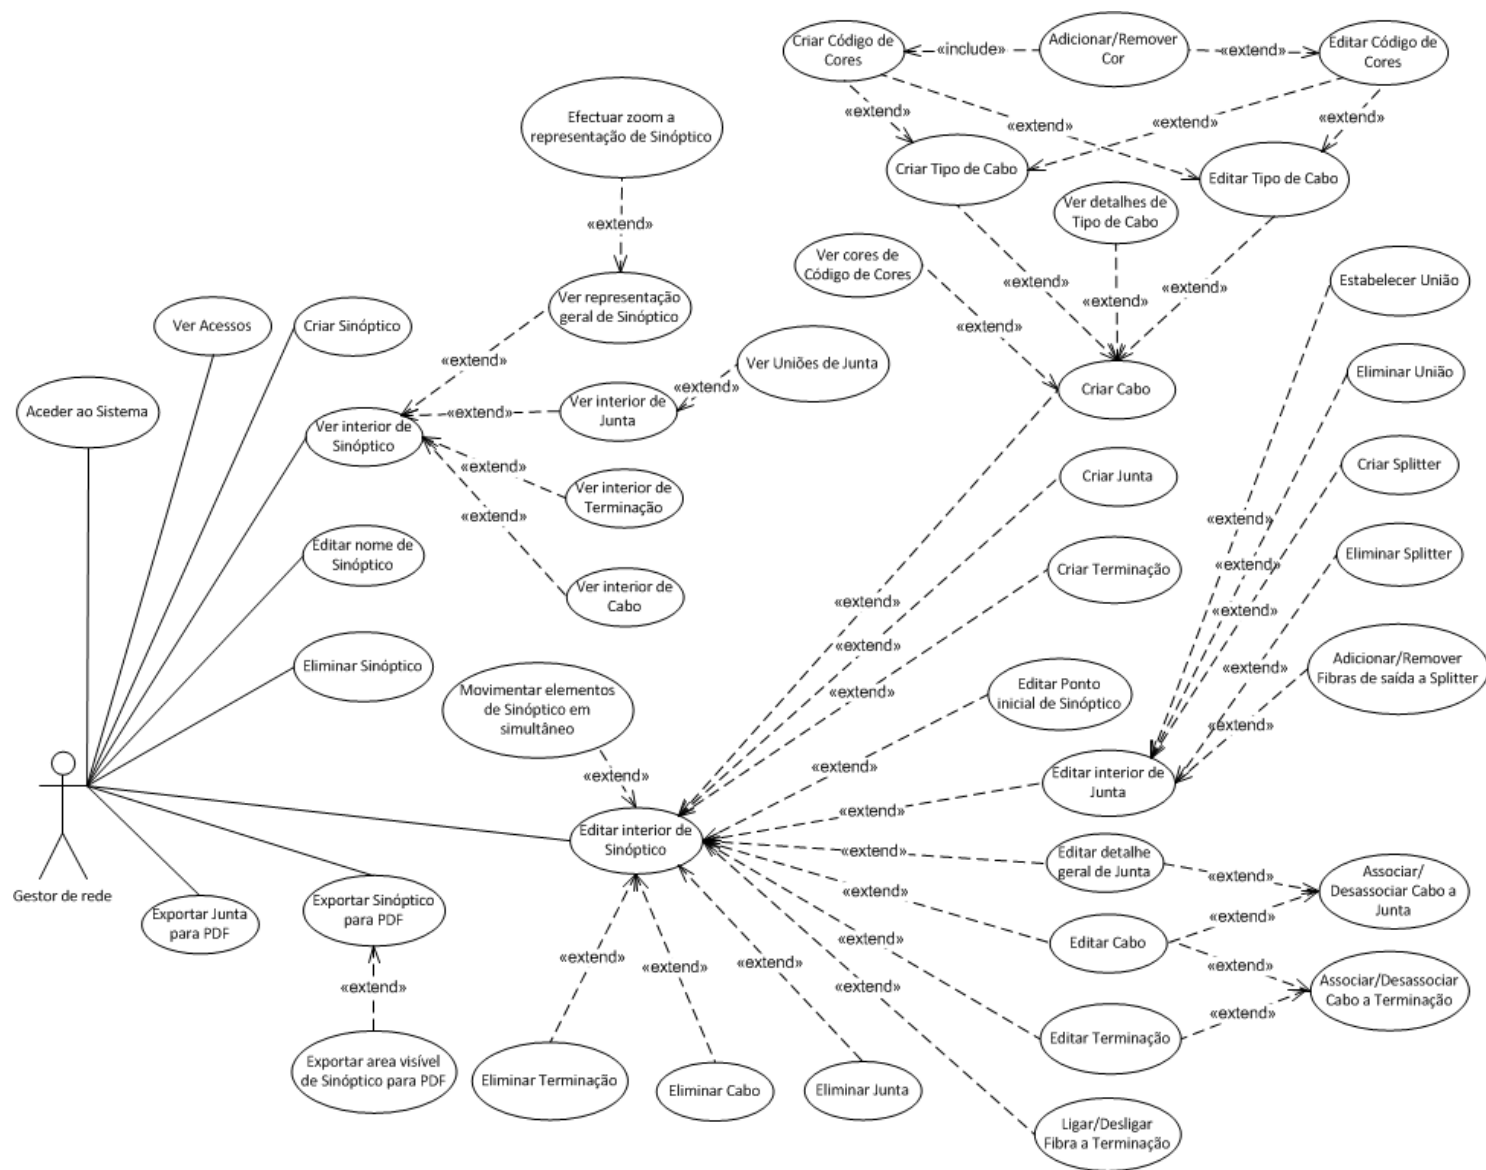 Criar Código de
Cores
«include»
Adicionar/Remover
Cor
«extend»
Editar Código de
Cores
Efectuar zoom a
representação de Sinóptico
«extend»
«extend»
«extend»
«extend»
Criar Tipo de Cabo
Editar Tipo de Cabo
Ver detalhes de
Tipo de Cabo
«extend»
Ver cores de
Código de Cores
Estabelecer União
Ver representação
geral de Sinóptico
«extend»
«extend»
«extend»
«extend»
Ver Acessos
Criar Sinóptico
«extend»
Ver Uniões de Junta
Eliminar União
«extend»
Criar Cabo
Aceder ao Sistema
Ver interior de
Sinóptico
«extend»
Ver interior de
Junta
«extend»
Ver interior de
Terminação
«extend»
Criar Junta
Criar Splitter
«extend»
Editar nome de
Sinóptico
Ver interior de
Cabo
Criar Terminação
Eliminar Splitter
«extend»
«extend»
«extend»
«extend»
«extend»
«extend»
«extend»
Eliminar Sinóptico
Movimentar elementos
de Sinóptico em
simultâneo
Editar Ponto
inicial de Sinóptico
Adicionar/Remover
Fibras de saída a Splitter
«extend»
«extend»
«extend»
Editar interior de
Junta
«extend»
Editar interior de
Sinóptico
Editar detalhe
geral de Junta
«extend»
«extend»
Associar/
Desassociar Cabo a
Junta
Gestor de rede
Exportar Junta
para PDF
Exportar Sinóptico
para PDF
«extend»
Editar Cabo
«extend»
«extend»
«extend»
«extend»
«extend»
«extend»
«extend»
«extend»
Associar/Desassociar
Cabo a Terminação
«extend»
Editar Terminação
«extend»
Exportar area visível
de Sinóptico para PDF
Eliminar Terminação
Eliminar Cabo
Eliminar Junta
Ligar/Desligar
Fibra a Terminação